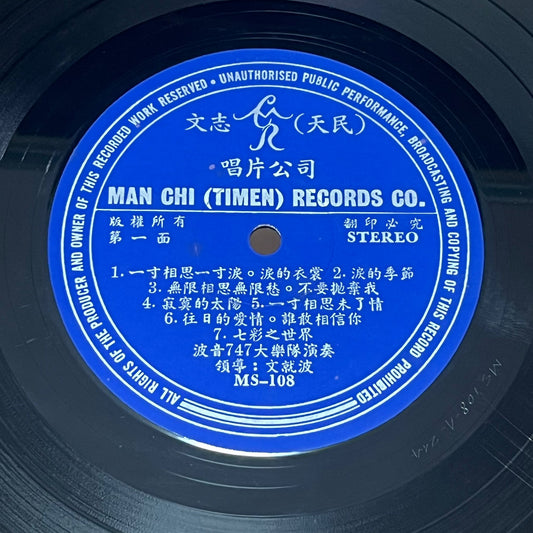 ALL RIGHTS OF THE PRODUCER AND OWNER OF THIS RECORDED WORK RESERVED • UNAUTHORISED PUBLIC PERFORMANCE, BROADCASTING AND COPYING OF THIS RECORD PROHIBITED
文志 (天民)
唱片公司
MAN CHI (TIMEN) RECORDS CO.
版權所有 翻印必究
第一面 STEREO
1.一寸相思一寸淚。淚的衣裳 2.淚的季節
3.無限相思無限愁。不要拋棄我
4.寂寞的太陽 5.一寸相思未了情
6.往日的愛情。誰敢相信你
7.七彩之世界
波音747大樂隊演奏
領導:文就波
MS–108